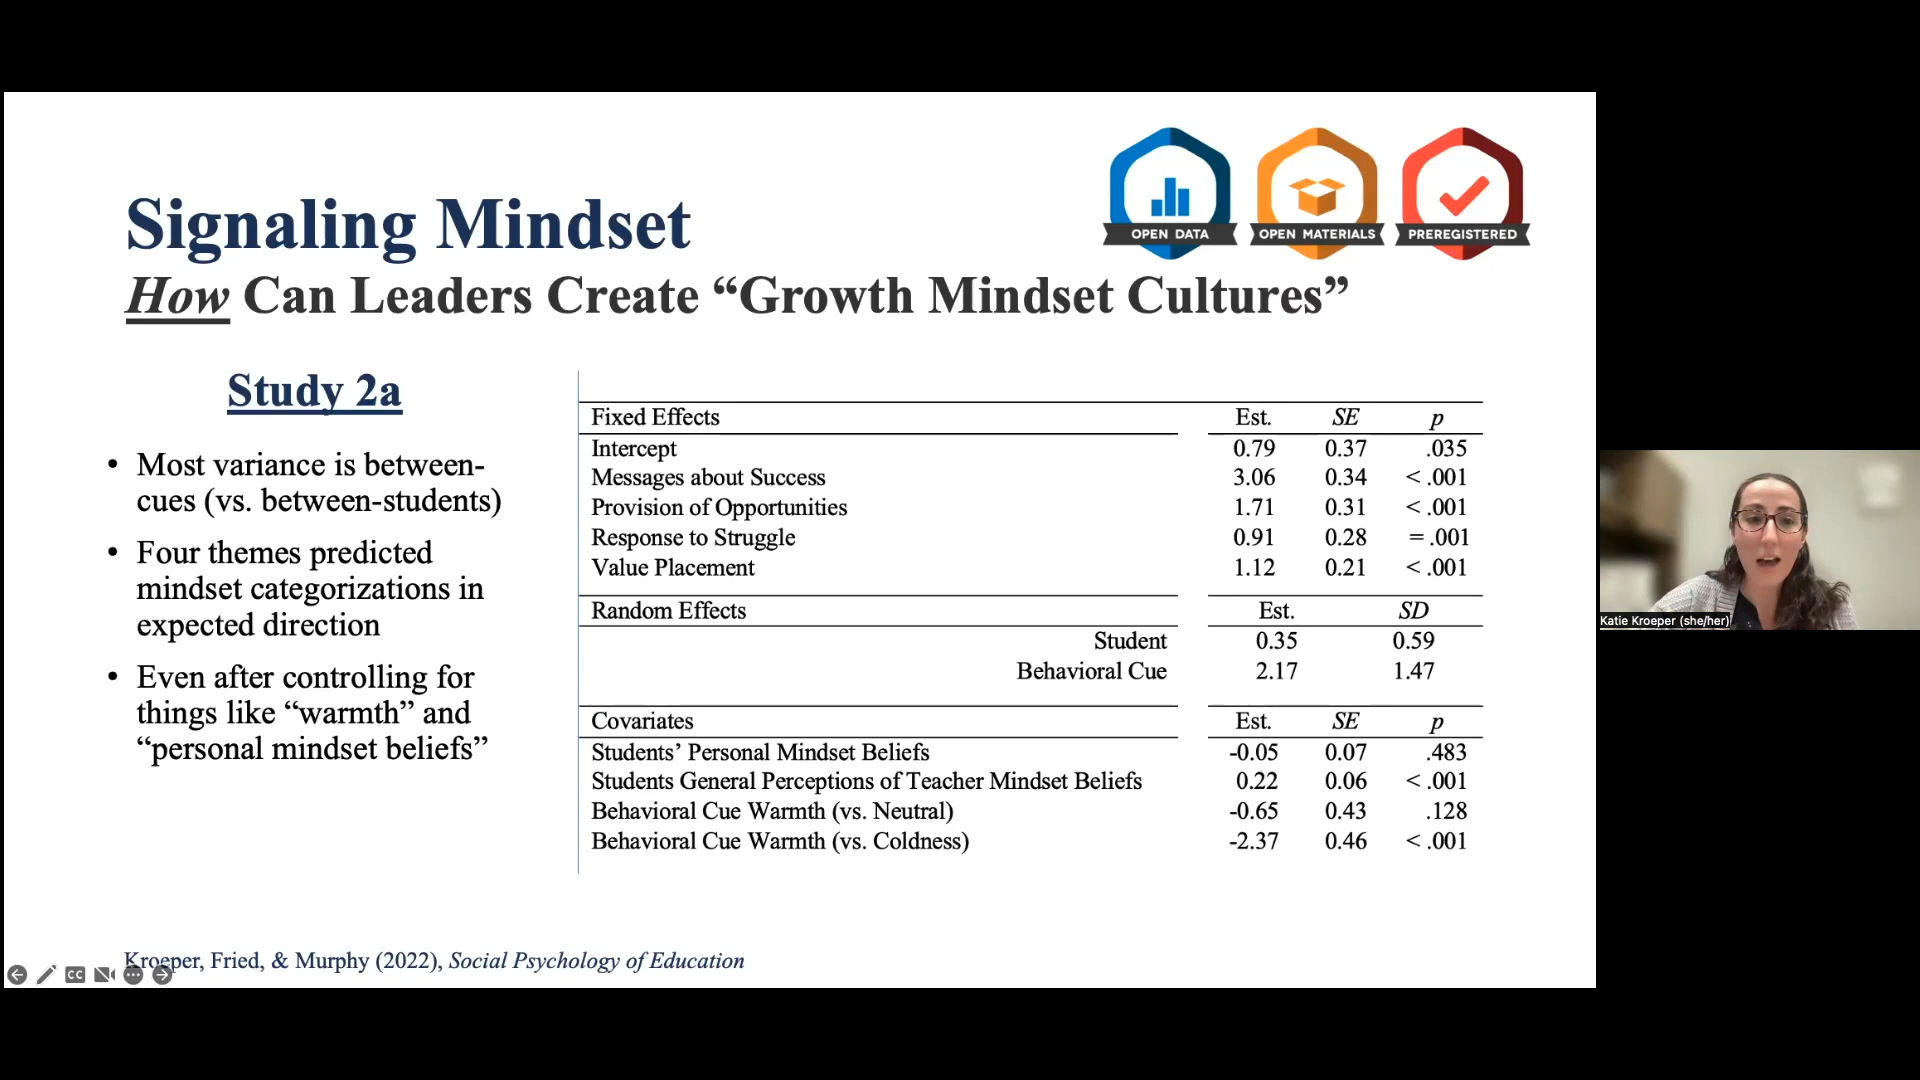 OPEN DATA
OPEN MATERIALS
PREREGISTERED
Signaling Mindset
How Can Leaders Create “Growth Mindset Cultures”
Study 2a
• Most variance is between-
cues (vs. between-students)
• Four themes predicted
mindset categorizations in
expected direction
• Even after controlling for
things like “warmth” and
“personal mindset beliefs”
Fixed Effects Est. SE p
Intercept 0.79 0.37 .035
Messages about Success 3.06 0.34 < .001
Provision of Opportunities 1.71 0.31 < .001
Response to Struggle 0.91 0.28 = .001
Value Placement 1.12 0.21 < .001
Random Effects Est. SD
Student 0.35 0.59
Behavioral Cue 2.17 1.47
Covariates Est. SE p
Students’ Personal Mindset Beliefs -0.05 0.07 .483
Students General Perceptions of Teacher Mindset Beliefs 0.22 0.06 < .001
Behavioral Cue Warmth (vs. Neutral) -0.65 0.43 .128
Behavioral Cue Warmth (vs. Coldness) -2.37 0.46 < .001
Kroeper, Fried, & Murphy (2022), Social Psychology of Education
CC
Katie Kroeper (she/her)